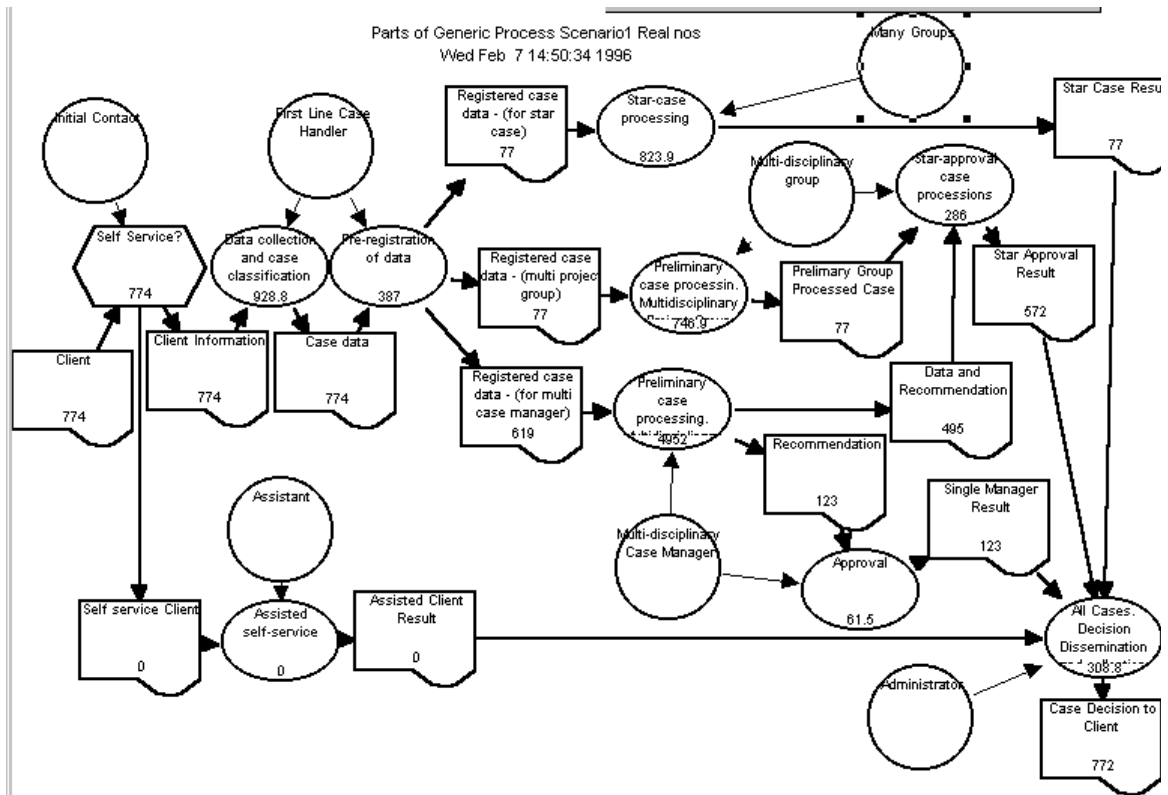 Parts of Generic Process Scenario1 Real nos
Wed Feb 7 14:50:34 1996
Many Groups
Initial Contact
First Line Case
Handler
Registered case
data - (for star
case)
77
Star-case
processing
823.9
Star Case Resu
77
Multi-disciplinary
group
Star-approval
case
processions
286
Self Service?
774
Data collection
and case
classification
928.8
Pre-registration
of data
387
Registered case
data - (multi project
group)
77
Preliminary
case processin.
Multidisciplinary
746.9
Prelimary Group
Processed Case
77
Star Approval
Result
572
Client
774
Client Information
774
Case data
774
Registered case
data - (for multi
case manager)
619
Preliminary
case
processing.
4952
Data and
Recommendation
495
Recommendation
123
Single Manager
Result
123
Assistant
Multi-disciplinary
Case Manager
Approval
61.5
Self service Client
0
Assisted
self-service
0
Assisted Client
Result
0
All Cases.
Decision
Dissemination
308.8
Administrator
Case Decision to
Client
772